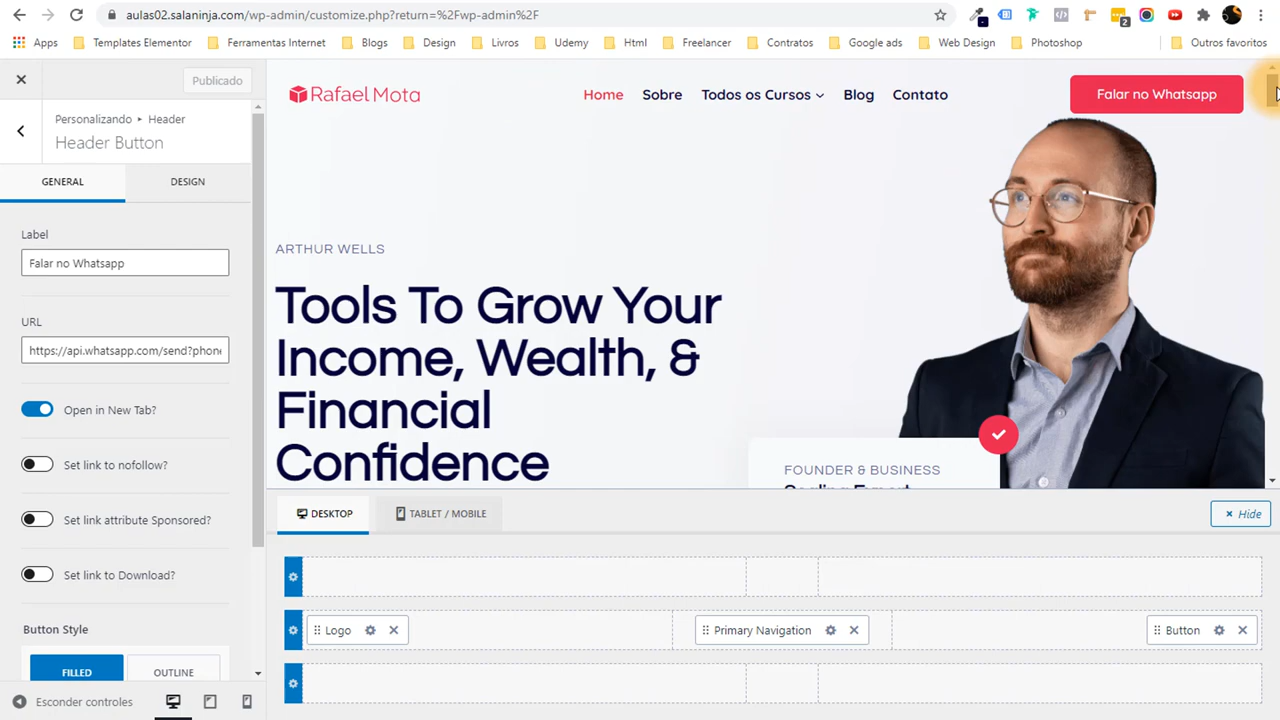 aulas02.salaninja.com/wp-admin/customize.php?return=%2Fwp-admin%2F
2
Apps
Templates Elementor
Ferramentas Internet
Blogs
Design
Livros
Udemy
Html
Freelancer
Contratos
Google ads
Web Design
Photoshop
Outros favoritos
Publicado
Personalizando ▸ Header
Header Button
GENERAL
DESIGN
Label
Falar no Whatsapp
URL
https://api.whatsapp.com/send?phone
Open in New Tab?
Set link to nofollow?
Set link attribute Sponsored?
Set link to Download?
Button Style
FILLED
OUTLINE
Esconder controles
Rafael Mota
Home
Sobre
Todos os Cursos
Blog
Contato
Falar no Whatsapp
ARTHUR WELLS
Tools To Grow Your
Income, Wealth, &
Financial
Confidence
FOUNDER & BUSINESS
Scaling Expert
DESKTOP
TABLET / MOBILE
× Hide
Logo
Primary Navigation
Button